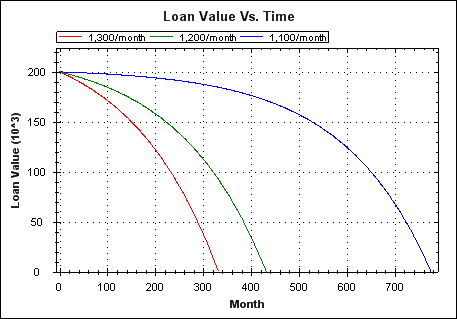 Loan Value Vs. Time
1,300/month 1,200/month 1,100/month
Loan Value (10^3)
200
150
100
50
0
0 100 200 300 400 500 600 700
Month